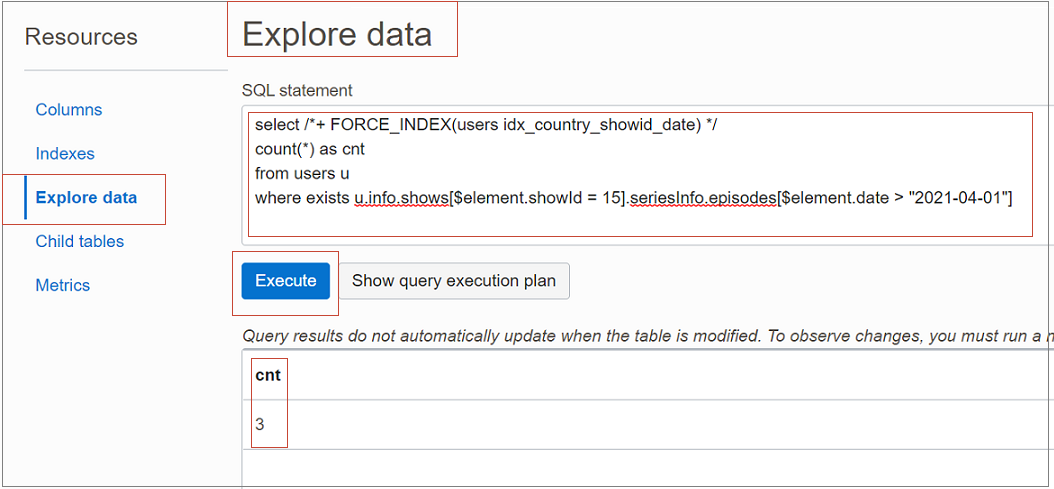 Resources
Columns
Indexes
Explore data
Child tables
Metrics
Explore data
SQL statement
select /*+ FORCE_INDEX(users idx_country_showid_date) */
count(*) as cnt
from users u
where exists u.info.shows[$element.showId = 15].seriesInfo.episodes[$element.date > "2021-04-01"]
Execute
Show query execution plan
Query results do not automatically update when the table is modified. To observe changes, you must run a
cnt
3